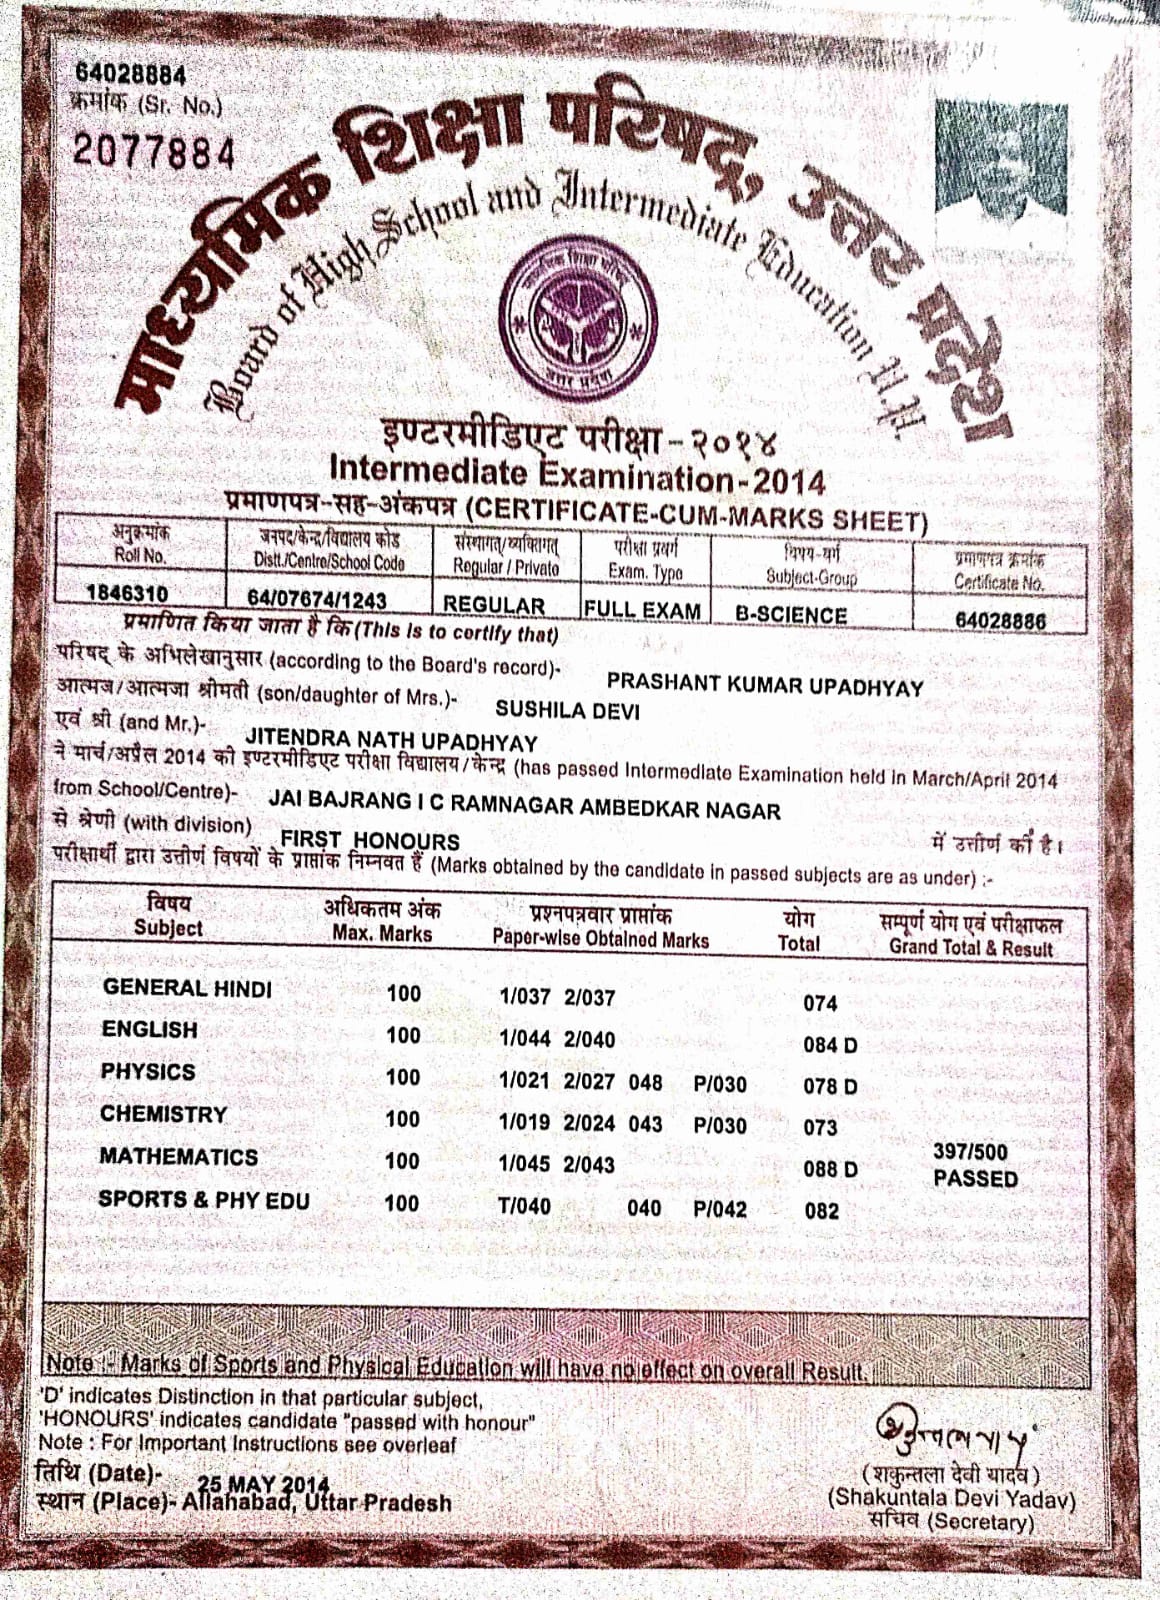 64028884
क्रमांक (Sr. No.)
2077884
माध्यमिक शिक्षा परिषद्, उत्तर प्रदेश
Board of High School and Intermediate Education U.P.
उत्तर प्रदेश
इण्टरमीडिएट परीक्षा-२०१४
Intermediate Examination-2014
प्रमाणपत्र-सह-अंकपत्र (CERTIFICATE-CUM-MARKS SHEET)
अनुक्रमांक जनपद/केन्द्र/विद्यालय कोड संस्थागत/व्यक्तिगत परीक्षा प्रवर्ग विषय-वर्ग प्रमाणपत्र क्रमांक
Roll No. Distt./Centre/School Code Regular / Private Exam. Type Subject-Group Certificate No.
1846310 64/07674/1243 REGULAR FULL EXAM B-SCIENCE 64028886
प्रमाणित किया जाता है कि (This is to certify that)
परिषद् के अभिलेखानुसार (according to the Board's record)- PRASHANT KUMAR UPADHYAY
आत्मज/आत्मजा श्रीमती (son/daughter of Mrs.)- SUSHILA DEVI
एवं श्री (and Mr.)- JITENDRA NATH UPADHYAY
ने मार्च/अप्रैल 2014 की इण्टरमीडिएट परीक्षा विद्यालय/केन्द्र (has passed Intermediate Examination held in March/April 2014
from School/Centre)- JAI BAJRANG I C RAMNAGAR AMBEDKAR NAGAR
से श्रेणी (with division) FIRST HONOURS में उत्तीर्ण की है।
परीक्षार्थी द्वारा उत्तीर्ण विषयों के प्राप्तांक निम्नवत हैं (Marks obtained by the candidate in passed subjects are as under) :-
विषय अधिकतम अंक प्रश्नपत्रवार प्राप्तांक योग सम्पूर्ण योग एवं परीक्षाफल
Subject Max. Marks Paper-wise Obtained Marks Total Grand Total & Result
GENERAL HINDI 100 1/037 2/037 074
ENGLISH 100 1/044 2/040 084 D
PHYSICS 100 1/021 2/027 048 P/030 078 D
CHEMISTRY 100 1/019 2/024 043 P/030 073
MATHEMATICS 100 1/045 2/043 088 D 397/500
PASSED
SPORTS & PHY EDU 100 T/040 040 P/042 082
Note :- Marks of Sports and Physical Education will have no effect on overall Result.
'D' indicates Distinction in that particular subject,
'HONOURS' indicates candidate "passed with honour"
Note : For Important Instructions see overleaf
तिथि (Date)- 25 MAY 2014
स्थान (Place)- Allahabad, Uttar Pradesh
(शकुन्तला देवी यादव)
(Shakuntala Devi Yadav)
सचिव (Secretary)